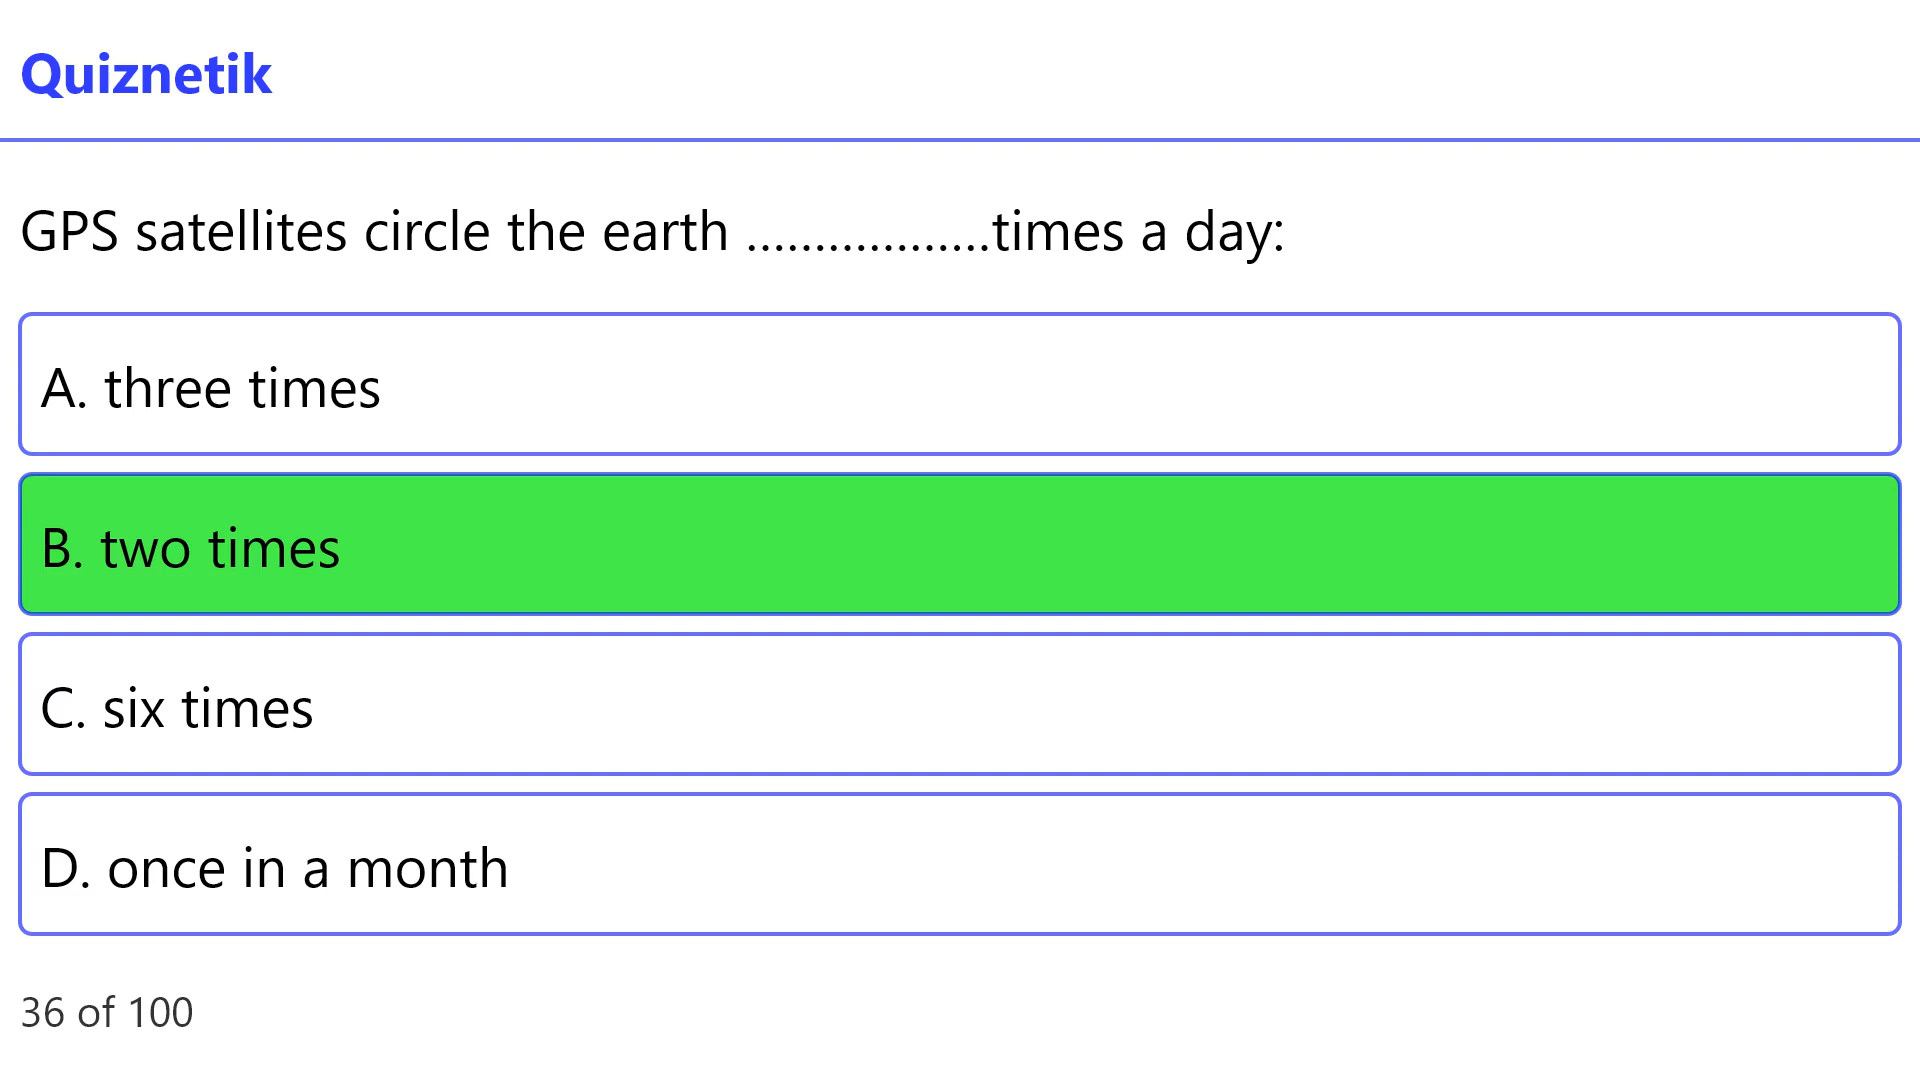 Quiznetik
GPS satellites circle the earth ..................times a day:
A. three times
B. two times
C. six times
D. once in a month
36 of 100